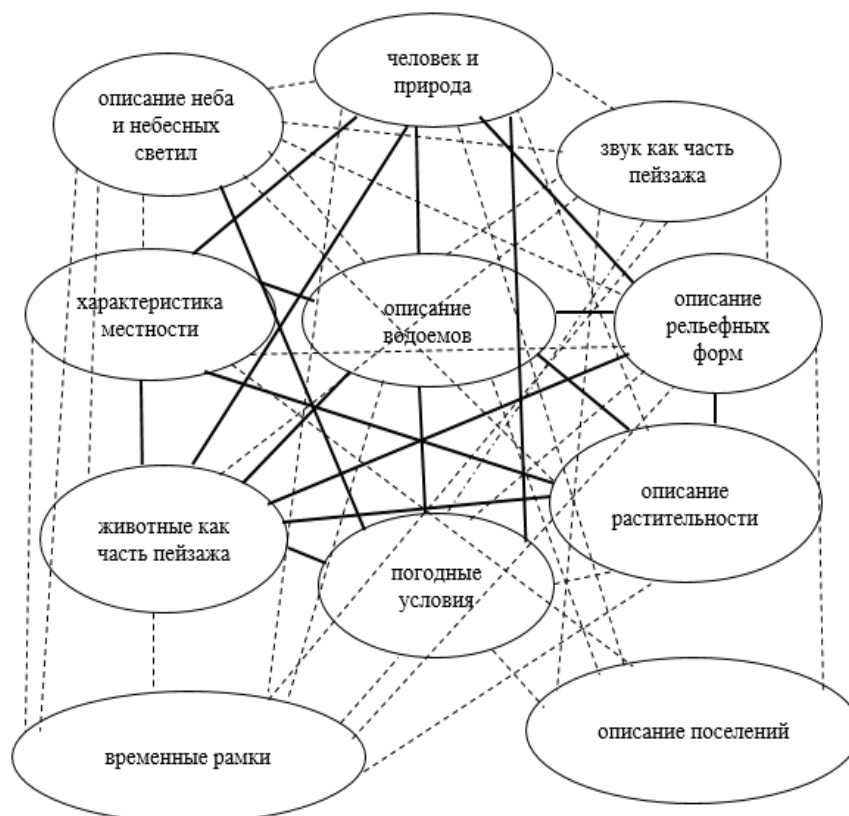 человек и
природа
описание неба
и небесных
светил
звук как часть
пейзажа
характеристика
местности
описание
водоемов
описание
рельефных
форм
животные как
часть пейзажа
погодные
условия
описание
растительности
временные рамки
описание поселений